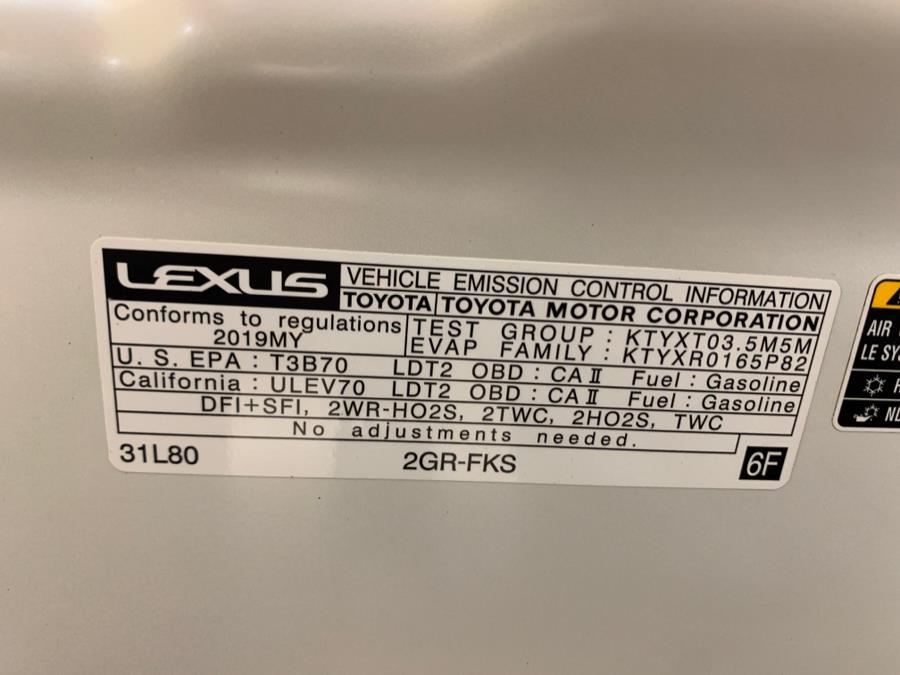 LEXUS VEHICLE EMISSION CONTROL INFORMATION
TOYOTA TOYOTA MOTOR CORPORATION
Conforms to regulations
2019MY
TEST GROUP : KTYXT03.5M5M
EVAP FAMILY : KTYXR0165P82
U. S. EPA : T3B70 LDT2 OBD : CA II Fuel : Gasoline
California : ULEV70 LDT2 OBD : CA II Fuel : Gasoline
DFI+SFI, 2WR-HO2S, 2TWC, 2HO2S, TWC
No adjustments needed.
31L80 2GR-FKS 6F
AIR
LE SY